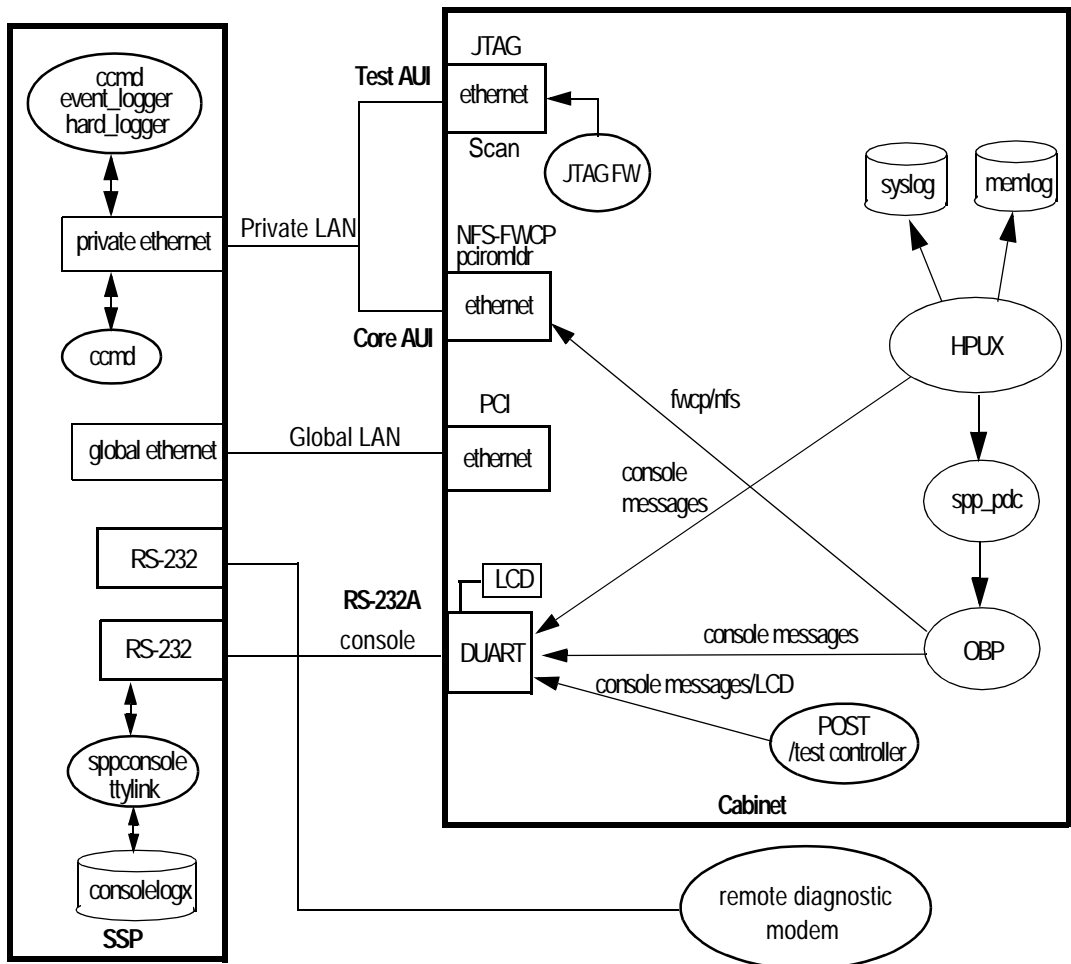 ccmd
event_logger
hard_logger
private ethernet
ccmd
global ethernet
RS-232
RS-232
sppconsole
ttylink
consolelogx
SSP
Private LAN
Global LAN
Test AUI
Core AUI
RS-232A
console
JTAG
ethernet
Scan
JTAG FW
NFS-FWCP
pciromldr
ethernet
PCI
ethernet
LCD
DUART
syslog
memlog
HPUX
fwcp/nfs
console
messages
spp_pdc
OBP
console messages
console messages/LCD
POST
/test controller
Cabinet
remote diagnostic
modem